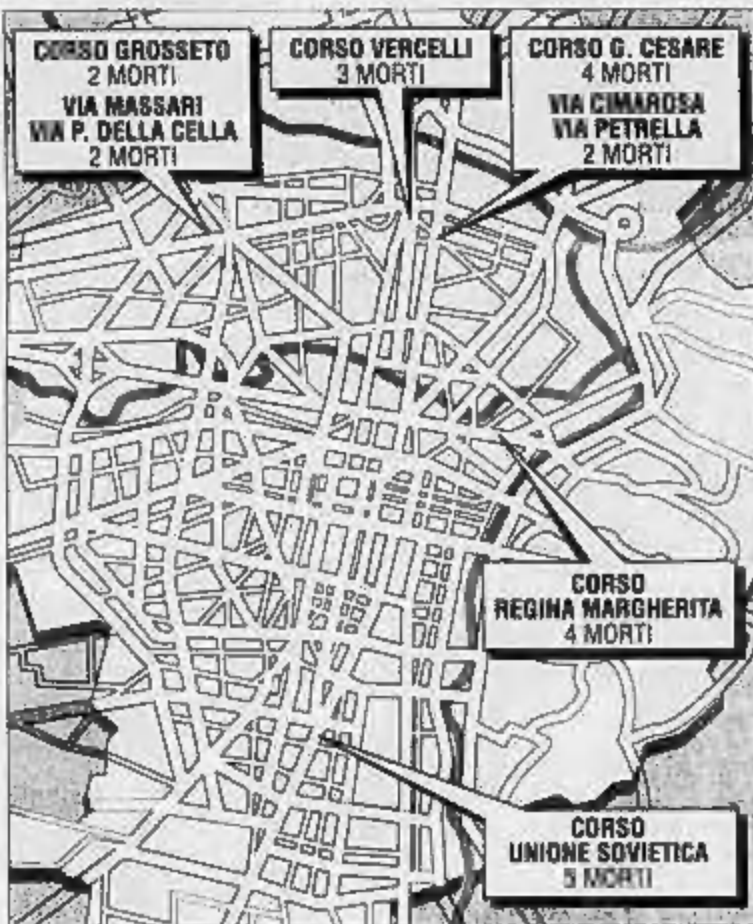 CORSO GROSSETO
2 MORTI
VIA MASSARI
VIA P. DELLA CELLA
2 MORTI
CORSO VERCELLI
3 MORTI
CORSO G. CESARE
4 MORTI
VIA CIMAROSA
VIA PETRELLA
2 MORTI
CORSO
REGINA MARGHERITA
4 MORTI
CORSO
UNIONE SOVIETICA
5 MORTI